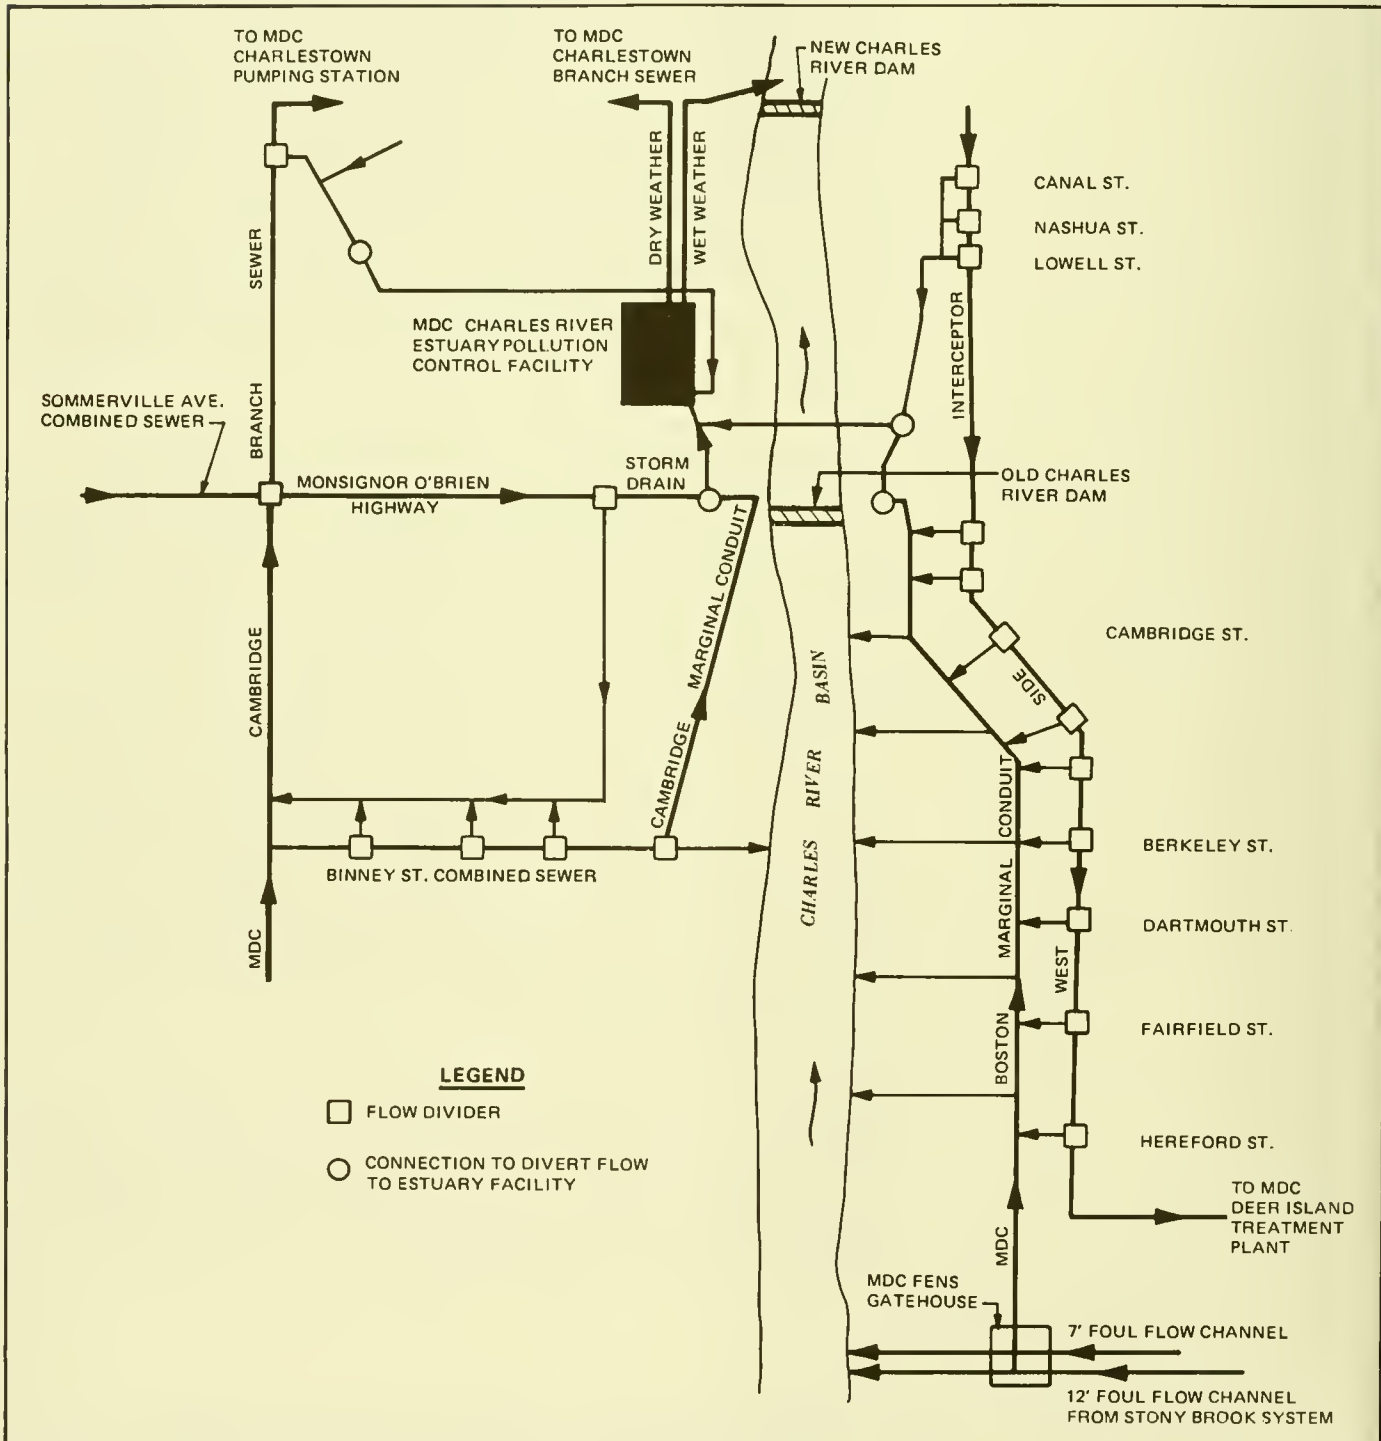 TO MDC
CHARLESTOWN
PUMPING STATION
TO MDC
CHARLESTOWN
BRANCH SEWER
NEW CHARLES
RIVER DAM
CANAL ST.
NASHUA ST.
LOWELL ST.
DRY WEATHER
WET WEATHER
SEWER
BRANCH
MDC CHARLES RIVER
ESTUARY POLLUTION
CONTROL FACILITY
INTERCEPTOR
SOMMERVILLE AVE.
COMBINED SEWER
MONSIGNOR O'BRIEN
HIGHWAY
STORM
DRAIN
OLD CHARLES
RIVER DAM
CAMBRIDGE
CAMBRIDGE MARGINAL CONDUIT
CAMBRIDGE ST.
SIDE
CHARLES RIVER BASIN
MARGINAL CONDUIT
BINNEY ST. COMBINED SEWER
BERKELEY ST.
DARTMOUTH ST.
WEST
MDC
BOSTON
FAIRFIELD ST.
HEREFORD ST.
LEGEND
FLOW DIVIDER
CONNECTION TO DIVERT FLOW
TO ESTUARY FACILITY
TO MDC
DEER ISLAND
TREATMENT
PLANT
MDC
MDC FENS
GATEHOUSE
7' FOUL FLOW CHANNEL
12' FOUL FLOW CHANNEL
FROM STONY BROOK SYSTEM